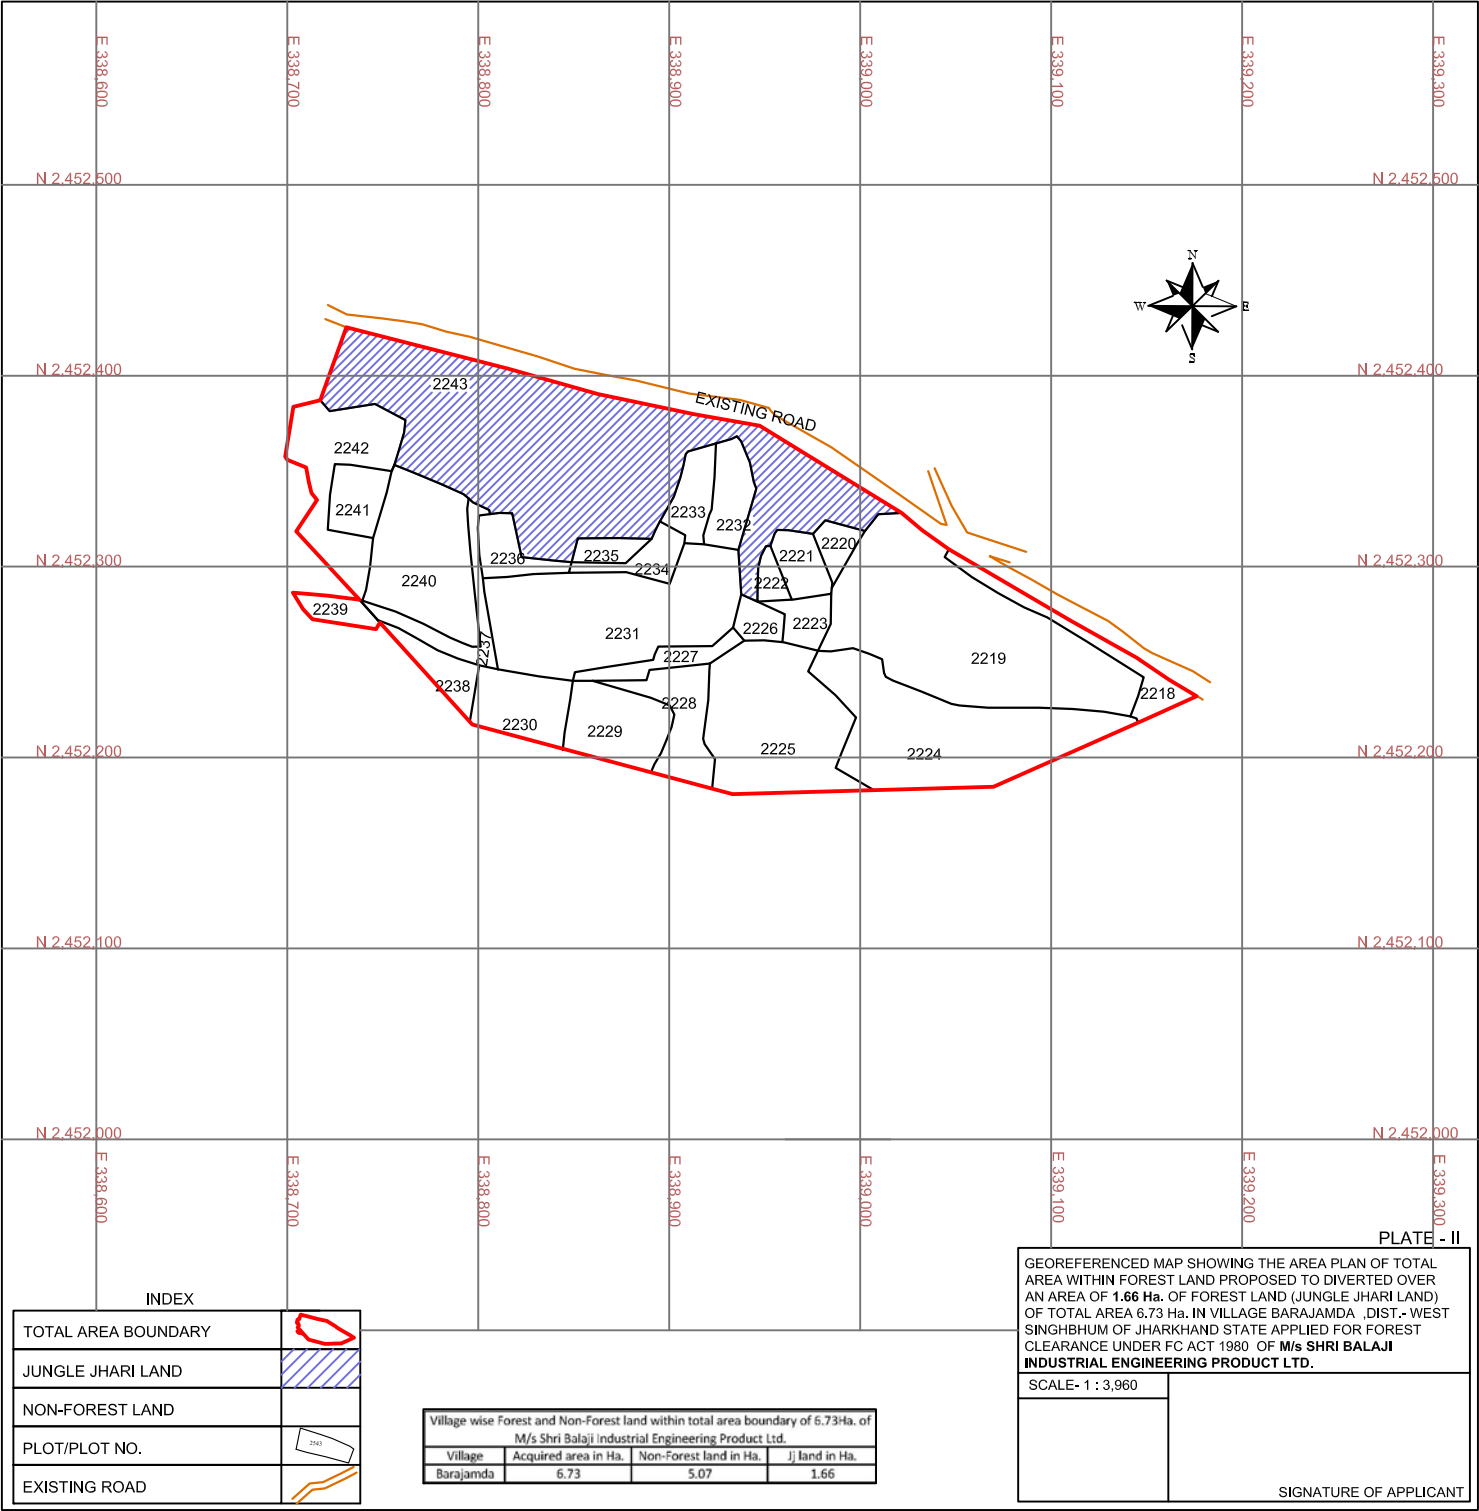 E 338,600
E 338,700
E 338,800
E 338,900
E 339,000
E 339,100
E 339,200
E 339,300
N 2,452,500
N 2,452,500
N
W
E
S
N 2,452,400
N 2,452,400
2243
EXISTING ROAD
2242
2241
2233
2232
2220
2236
2235
2221
2234
2222
N 2,452,300
N 2,452,300
2240
2239
2237
2231
2226
2223
2227
2219
2238
2228
2218
2230
2229
2225
2224
N 2,452,200
N 2,452,200
N 2,452,100
N 2,452,100
N 2,452,000
N 2,452,000
E 338,600
E 338,700
E 338,800
E 338,900
E 339,000
E 339,100
E 339,200
E 339,300
PLATE - II
GEOREFERENCED MAP SHOWING THE AREA PLAN OF TOTAL
AREA WITHIN FOREST LAND PROPOSED TO DIVERTED OVER
AN AREA OF 1.66 Ha. OF FOREST LAND (JUNGLE JHARI LAND)
OF TOTAL AREA 6.73 Ha. IN VILLAGE BARAJAMDA ,DIST.- WEST
SINGHBHUM OF JHARKHAND STATE APPLIED FOR FOREST
CLEARANCE UNDER FC ACT 1980 OF M/s SHRI BALAJI
INDUSTRIAL ENGINEERING PRODUCT LTD.
SCALE- 1 : 3,960
SIGNATURE OF APPLICANT
INDEX
TOTAL AREA BOUNDARY
JUNGLE JHARI LAND
NON-FOREST LAND
PLOT/PLOT NO.
2543
EXISTING ROAD
Village wise Forest and Non-Forest land within total area boundary of 6.73Ha. of
M/s Shri Balaji Industrial Engineering Product Ltd.
Village Acquired area in Ha. Non-Forest land in Ha. Jj land in Ha.
Barajamda 6.73 5.07 1.66